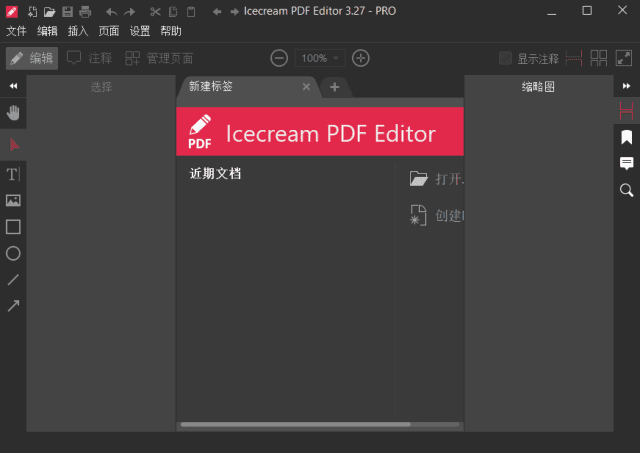 Icecream PDF Editor 3.27 - PRO
文件 编辑 插入 页面 设置 帮助
编辑 注释 管理页面 100% 显示注释
选择 新建标签 缩略图
PDF Icecream PDF Editor
近期文档
打开
创建
T